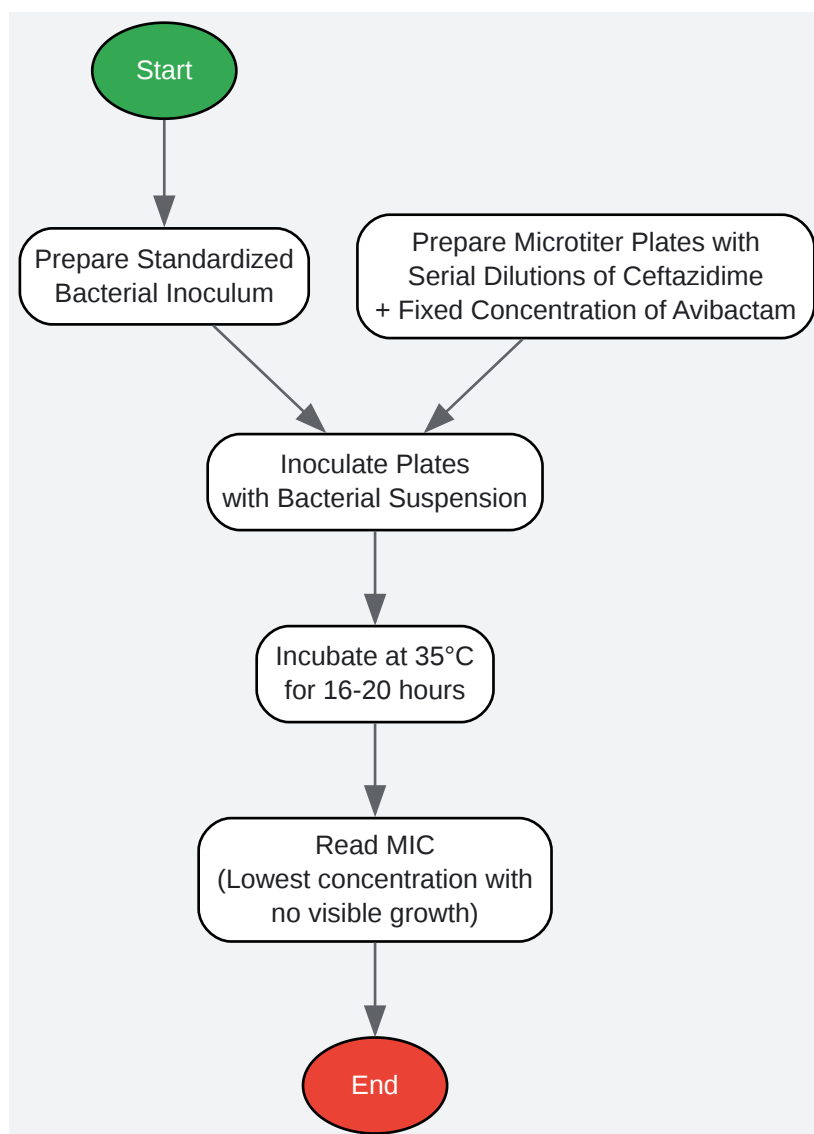 Start
Prepare Standardized
Bacterial Inoculum
Prepare Microtiter Plates with
Serial Dilutions of Ceftazidime
+ Fixed Concentration of Avibactam
Inoculate Plates
with Bacterial Suspension
Incubate at 35°C
for 16-20 hours
Read MIC
(Lowest concentration with
no visible growth)
End